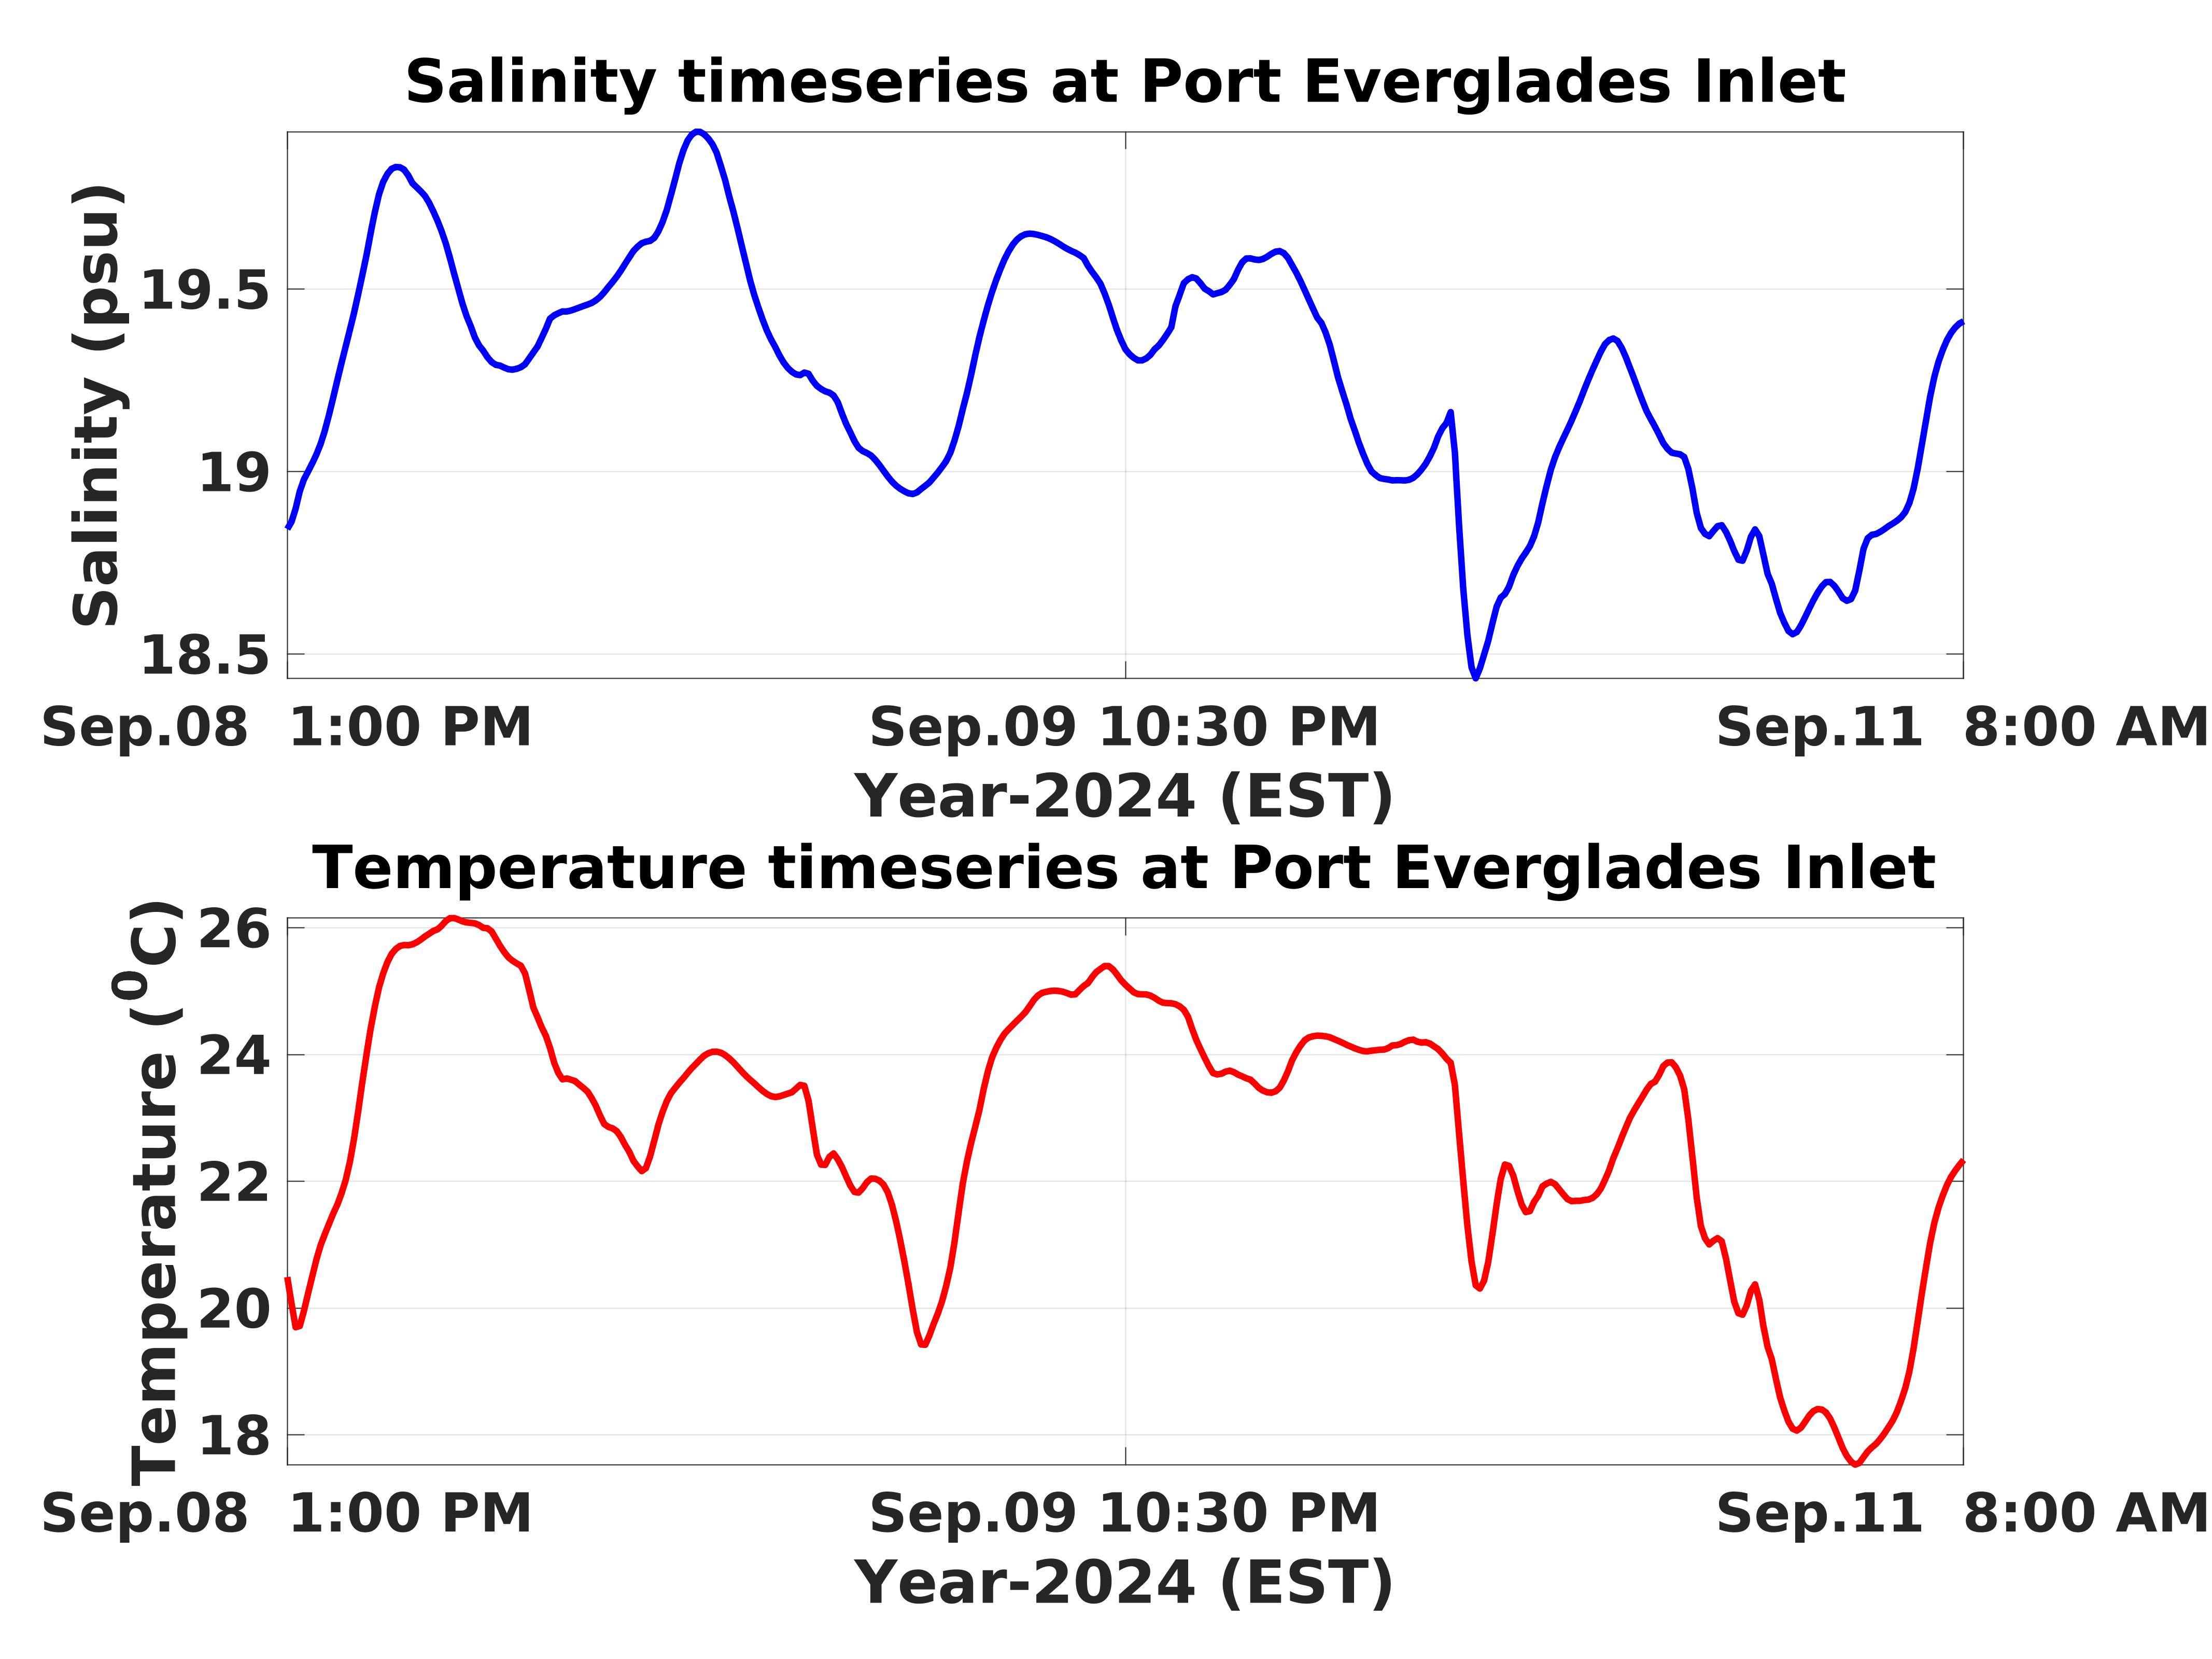 Salinity timeseries at Port Everglades Inlet
Salinity (psu)
19.5
19
18.5
Sep.08 1:00 PM Sep.09 10:30 PM Sep.11 8:00 AM
Year-2024 (EST)
Temperature timeseries at Port Everglades Inlet
Temperature (⁰C)
26
24
22
20
18
Sep.08 1:00 PM Sep.09 10:30 PM Sep.11 8:00 AM
Year-2024 (EST)